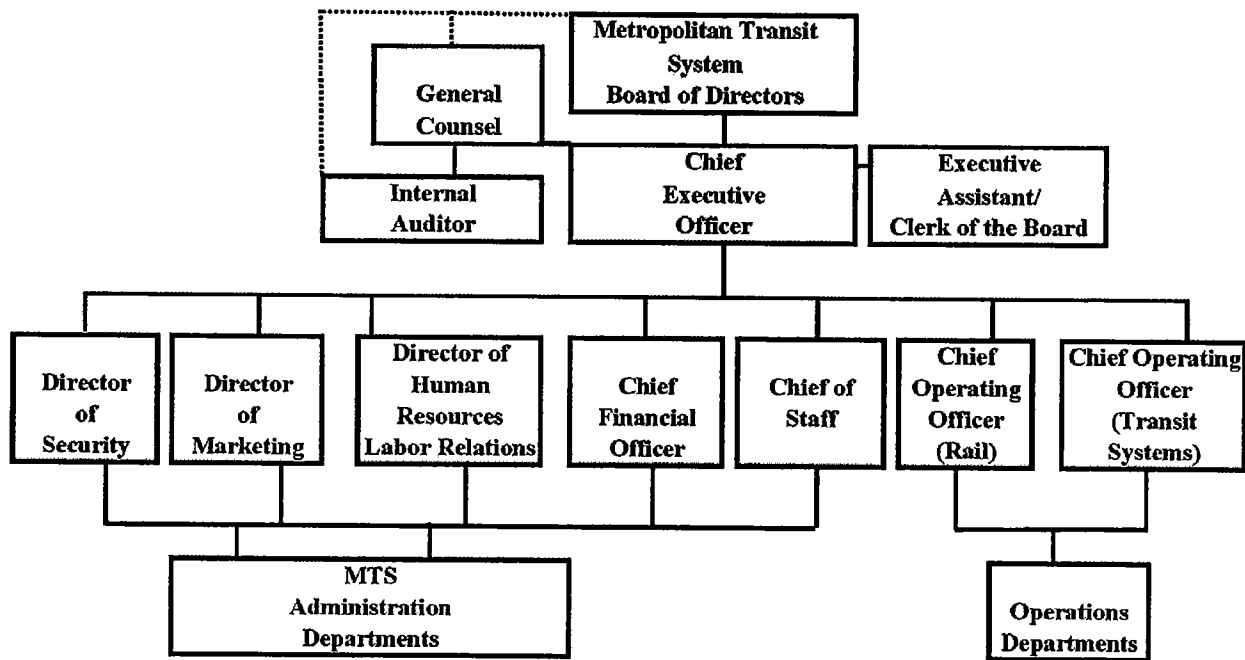 Metropolitan Transit
System
Board of Directors
General
Counsel
Chief
Executive
Officer
Executive
Assistant/
Clerk of the Board
Internal
Auditor
Director
of
Security
Director
of
Marketing
Director of
Human
Resources
Labor Relations
Chief
Financial
Officer
Chief of
Staff
Chief
Operating
Officer
(Rail)
Chief Operating
Officer
(Transit
Systems)
MTS
Administration
Departments
Operations
Departments